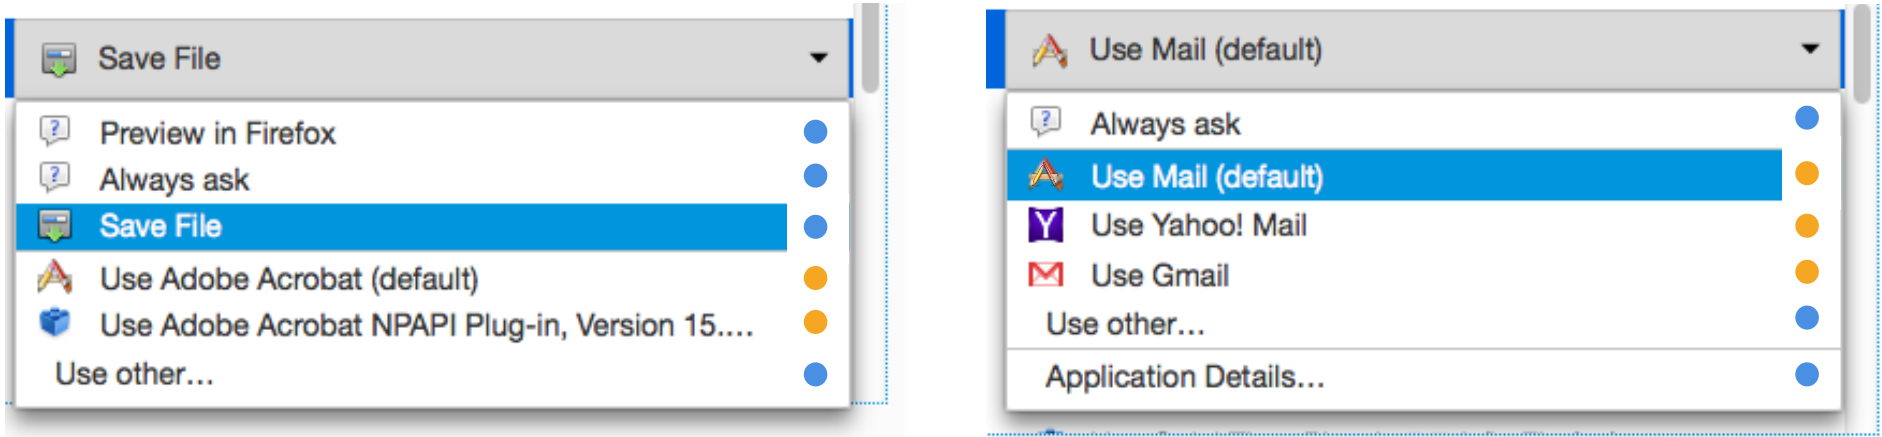 Save File
Preview in Firefox
Always ask
Save File
Use Adobe Acrobat (default)
Use Adobe Acrobat NPAPI Plug-in, Version 15....
Use other...
Use Mail (default)
Always ask
Use Mail (default)
Use Yahoo! Mail
Use Gmail
Use other...
Application Details...